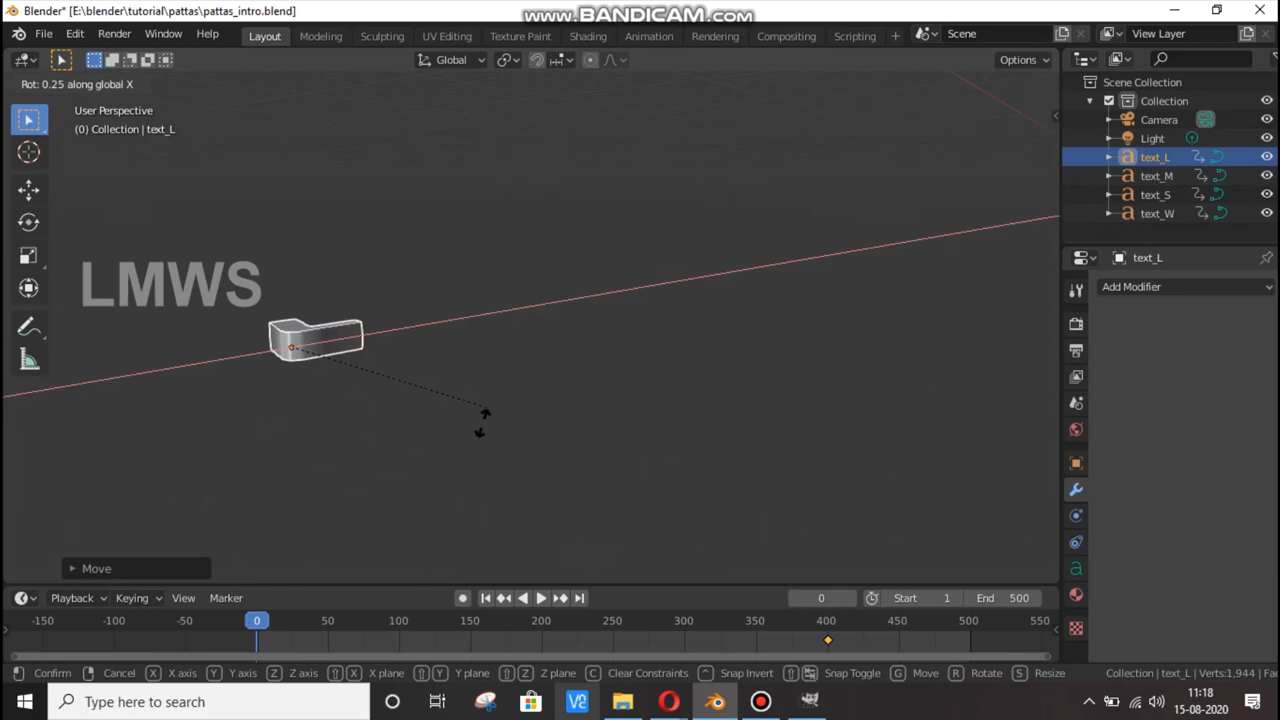 Blender* [E:\blender\tutorial\pattas\pattas_intro.blend]
www.BANDICAM.com
File Edit Render Window Help
Layout Modeling Sculpting UV Editing Texture Paint Shading Animation Rendering Compositing Scripting + Scene View Layer
Global Options
Rot: 0.25 along global X
User Perspective
(0) Collection | text_L
Scene Collection
Collection
Camera
Light
text_L
text_M
text_S
text_W
text_L
Add Modifier
LMWS
Move
Playback Keying View Marker 0 Start 1 End 500
-150 -100 -50 0 50 100 150 200 250 300 350 400 450 500 550
Confirm Cancel X X axis Y Y axis Z Z axis X X plane Y Y plane Z Z plane C Clear Constraints ^ Snap Invert Snap Toggle G Move R Rotate S Resize Collection | text_L | Verts:1,944 | Faces
Type here to search
11:18
15-08-2020